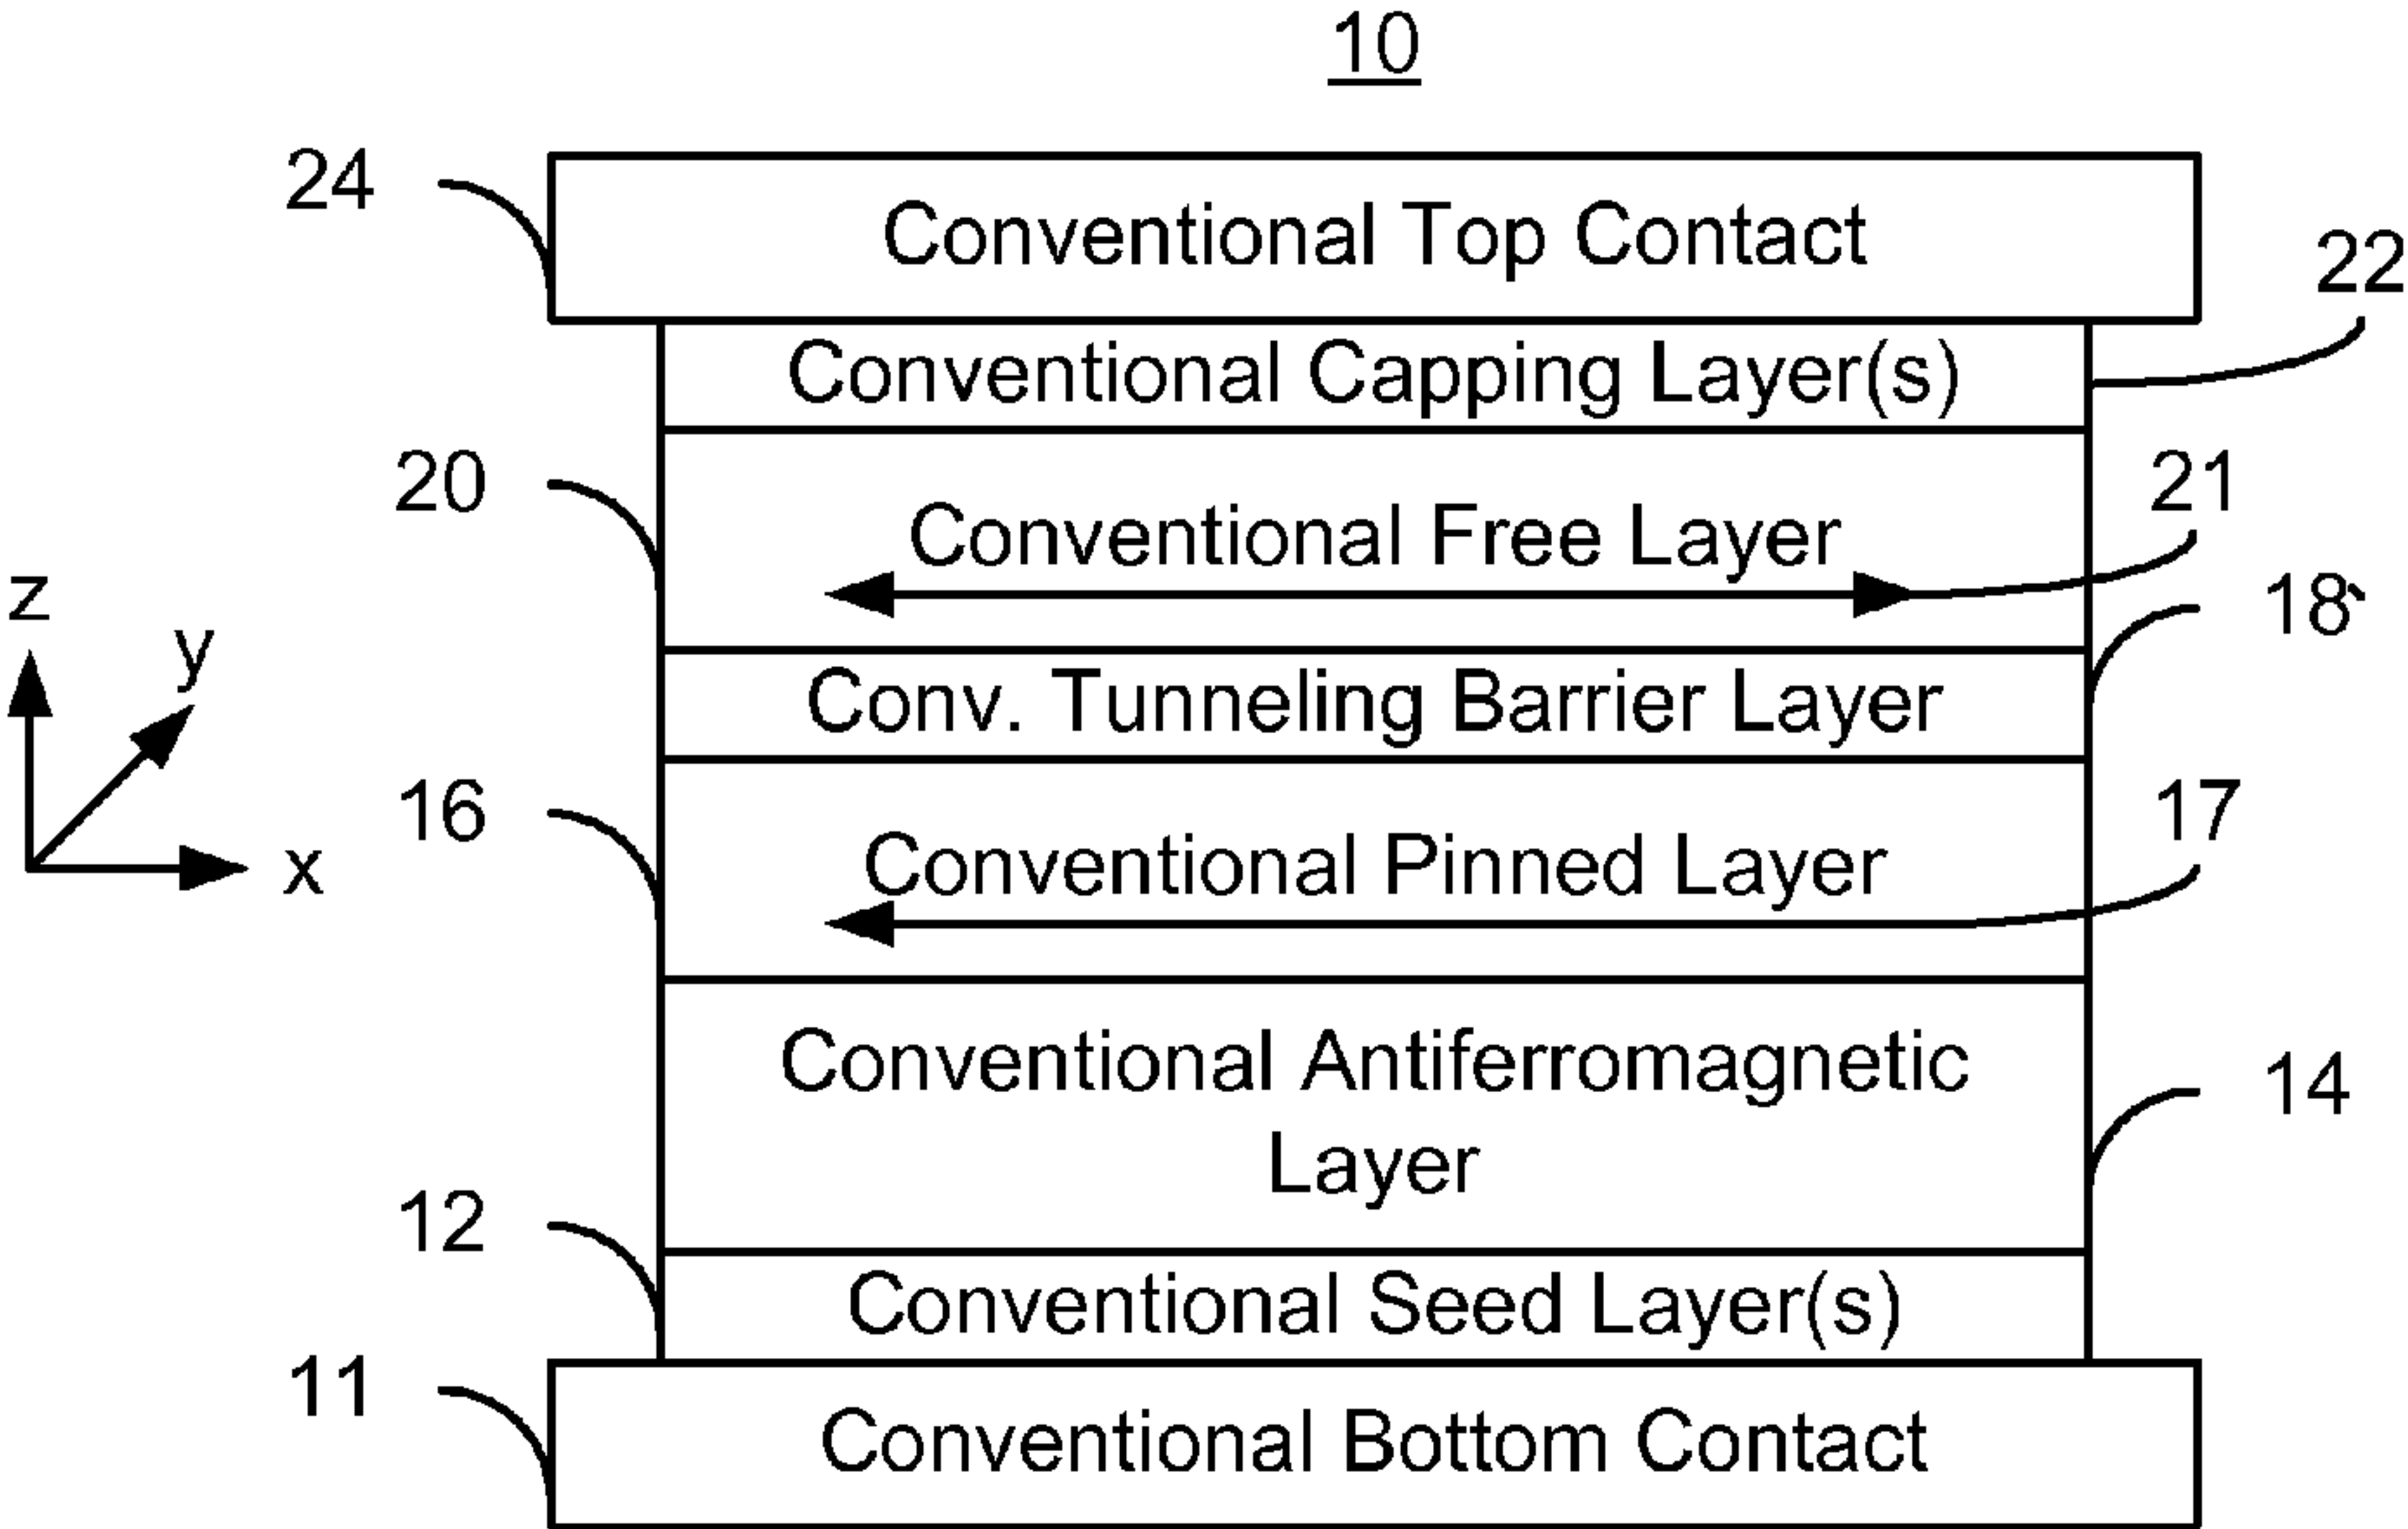 10
24
Conventional Top Contact
22
Conventional Capping Layer(s)
20
Conventional Free Layer
21
z
y
x
18`
Conv. Tunneling Barrier Layer
16
Conventional Pinned Layer
17
Conventional Antiferromagnetic
Layer
14
12
Conventional Seed Layer(s)
11
Conventional Bottom Contact